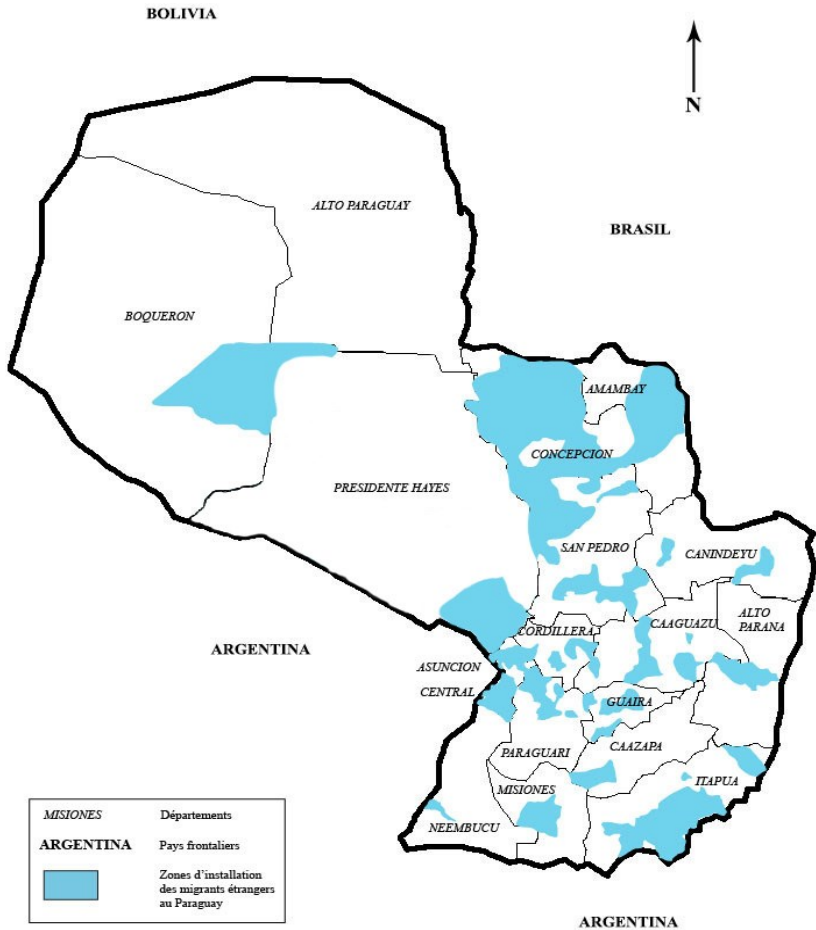 BOLIVIA
N
ALTO PARAGUAY
BRASIL
BOQUERON
AMAMBAY
CONCEPCION
PRESIDENTE HAYES
SAN PEDRO
CANINDEYU
ALTO
PARANA
CAAGUAZU
CORDILLERA
ARGENTINA
ASUNCION
CENTRAL
GUAIRA
PARAGUARI
CAAZAPA
ITAPUA
MISIONES
NEEMBUCU
MISIONES Départements
ARGENTINA Pays frontaliers
Zones d'installation
des migrants étrangers
au Paraguay
ARGENTINA